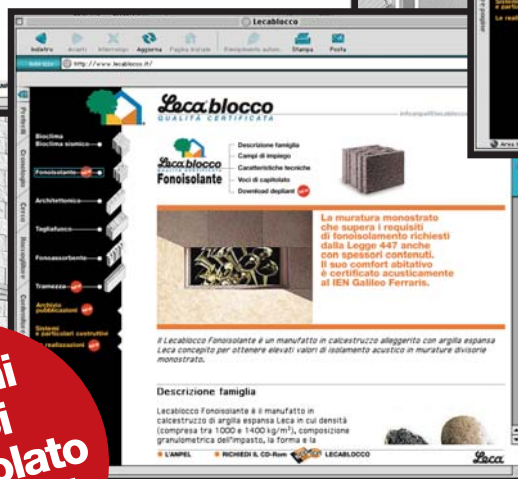 Lecablocco
Indietro
Avanti
Interrompi
Aggiorna
Pagina iniziale
Riempimento autom.
Stampa
Posta
Indirizzo
http://www.lecablocco.it/
Preferiti
Cronologia
Cerca
Raccoglitore
Leca blocco
QUALITÀ CERTIFICATA
Bioclima
Bioclima sismico
Fonoisolante
Architettonico
Tagliafuoco
Fonoassorbente
Tramezza
Archivio
pubblicazioni
Sistemi
e particolari costruttivi
realizzazioni
Leca blocco
Fonoisolante
Descrizione famiglia
Campi di impiego
Caratteristiche tecniche
Voci di capitolato
Download depliant
La muratura monostrato
che supera i requisiti
di fonoisolamento richiesti
dalla Legge 447 anche
con spessori contenuti.
Il suo comfort abitativo
è certificato acusticamente
al IEN Galileo Ferraris.
Il Lecablocco Fonoisolante è un manufatto in calcestruzzo alleggerito con argilla espansa
Leca concepito per ottenere elevati valori di isolamento acustico in murature divisorie
monostrato.
Descrizione famiglia
Lecablocco Fonoisolante è il manufatto in
calcestruzzo di argilla espansa Leca in cui densità
(compresa tra 1000 e 1400 kg/m³), composizione
granulometrica dell'impasto, la forma e la
L'ANPEL
RICHIEDI IL CD-Rom
LECABLOCCO
Leca